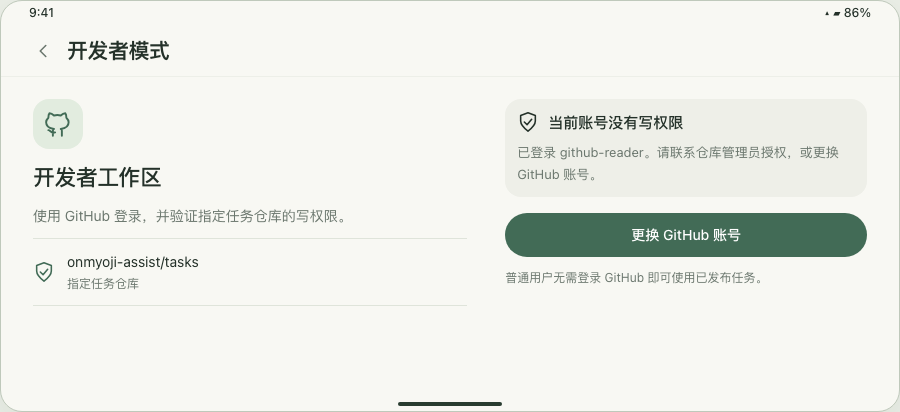 9:41
86%
开发者模式
开发者工作区
使用 GitHub 登录，并验证指定任务仓库的写权限。
onmyoji-assist/tasks
指定任务仓库
当前账号没有写权限
已登录 github-reader。请联系仓库管理员授权，或更换
GitHub 账号。
更换 GitHub 账号
普通用户无需登录 GitHub 即可使用已发布任务。